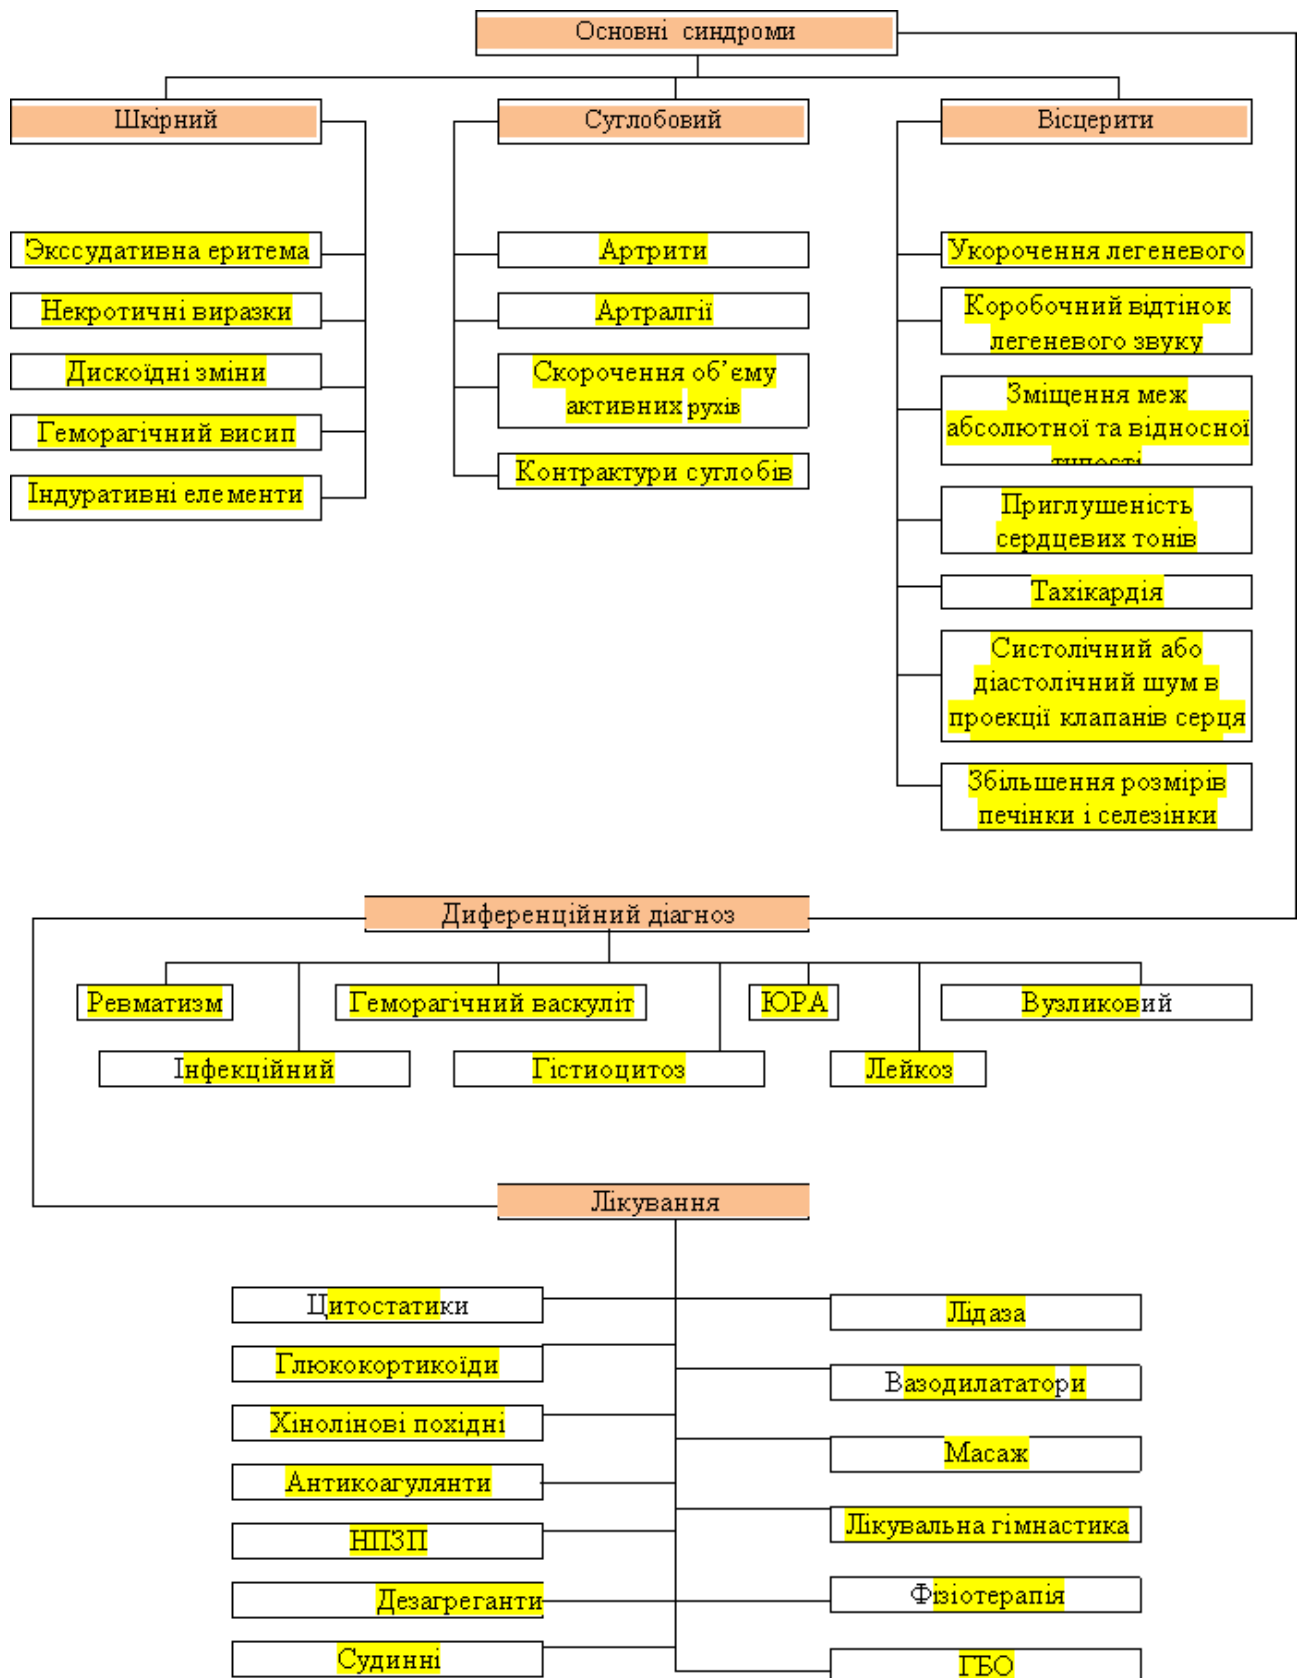 Основні синдроми
Шкірний
Суглобовий
Вісцерити
Экссудативна еритема
Некротичні виразки
Дискоїдні зміни
Геморагічний висип
Індуративні елементи
Артрити
Артралгії
Скорочення об’єму
активних рухів
Контрактури суглобів
Укорочення легеневого
Коробочний відтінок
легеневого звуку
Зміщення меж
абсолютної та відносної
тупості
Приглушеність
сердцевих тонів
Тахікардія
Систолічний або
діастолічний шум в
проекції клапанів серця
Збільшення розмірів
печінки і селезінки
Диференційний діагноз
Ревматизм
Геморагічний васкуліт
ЮРА
Вузликовий
Інфекційний
Гістиоцитоз
Лейкоз
Лікування
Цитостатики
Глюкокортикоїди
Хінолінові похідні
Антикоагулянти
НПЗП
Дезагреганти
Судинні
Лідаза
Вазодилататори
Масаж
Лікувальна гімнастика
Фізіотерапія
ГБО